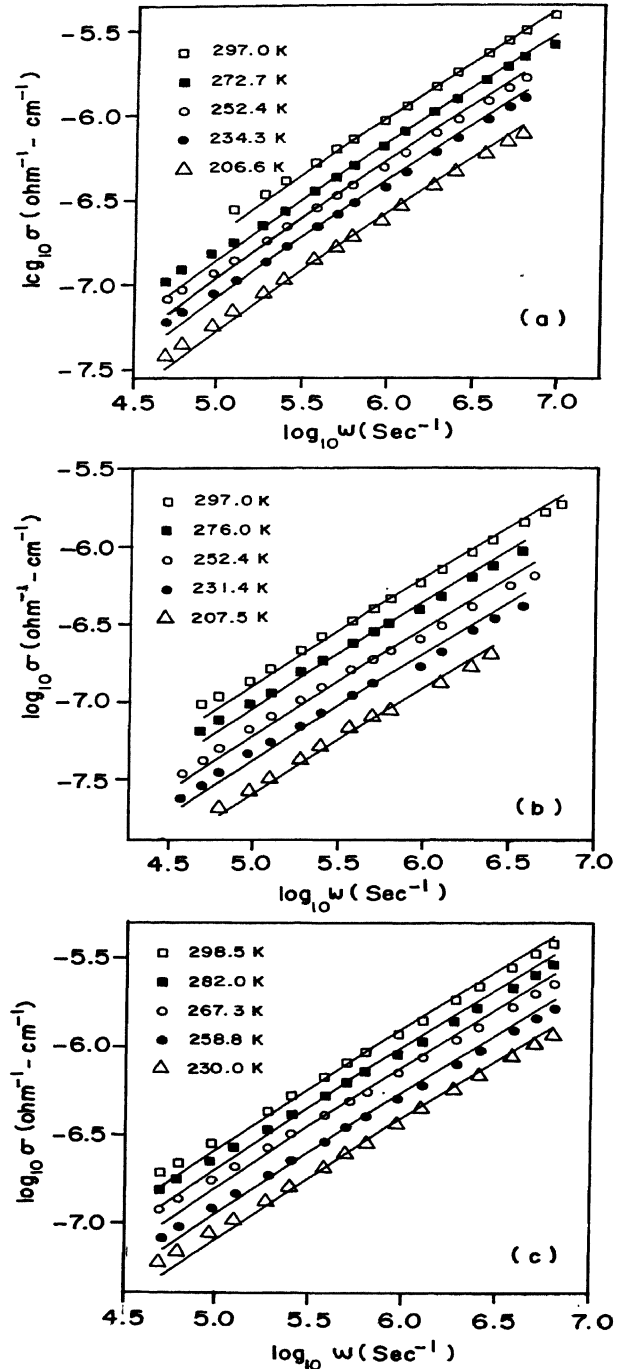 -5.5
-6.0
-6.5
-7.0
-7.5
lcg10 σ (ohm⁻¹ - cm⁻¹)
297.0 K
272.7 K
252.4 K
234.3 K
206.6 K
(a)
4.5 5.0 5.5 6.0 6.5 7.0
log10 ω (Sec⁻¹)
-5.5
-6.0
-6.5
-7.0
-7.5
log10 σ (ohm⁻¹ - cm⁻¹)
297.0 K
276.0 K
252.4 K
231.4 K
207.5 K
(b)
4.5 5.0 5.5 6.0 6.5 7.0
log10 ω (Sec⁻¹)
-5.5
-6.0
-6.5
-7.0
log10 σ (ohm⁻¹ - cm⁻¹)
298.5 K
282.0 K
267.3 K
258.8 K
230.0 K
(c)
4.5 5.0 5.5 6.0 6.5 7.0
log10 ω (Sec⁻¹)